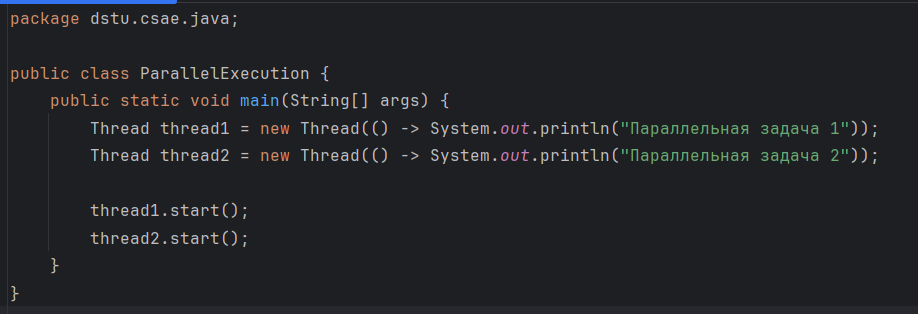 package dstu.csae.java;
public class ParallelExecution {
public static void main(String[] args) {
Thread thread1 = new Thread(() -> System.out.println("Параллельная задача 1"));
Thread thread2 = new Thread(() -> System.out.println("Параллельная задача 2"));
thread1.start();
thread2.start();
}
}